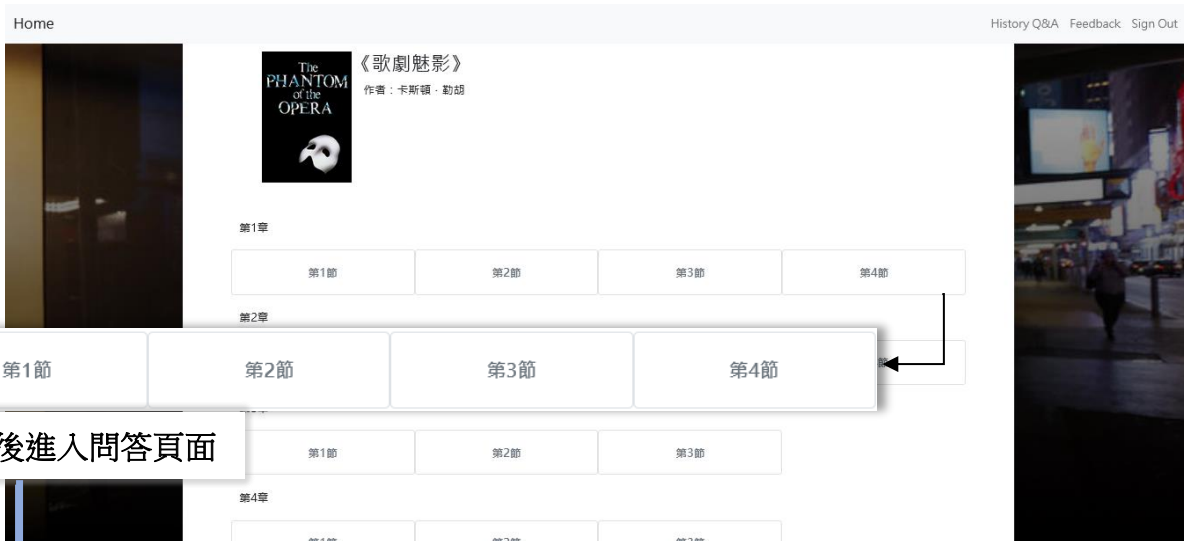 Home
History Q&A Feedback Sign Out
The
PHANTOM
of the
OPERA
《歌劇魅影》
作者：卡斯頓．勒胡
第1章
第1節 第2節 第3節 第4節
第2章
第1節 第2節 第3節 第4節
後進入問答頁面
第1節 第2節 第3節
第4章